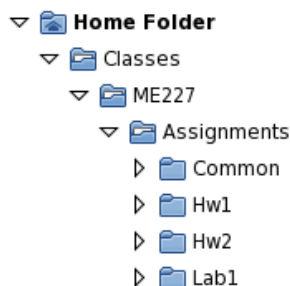 Home Folder
Classes
ME227
Assignments
Common
Hw1
Hw2
Lab1